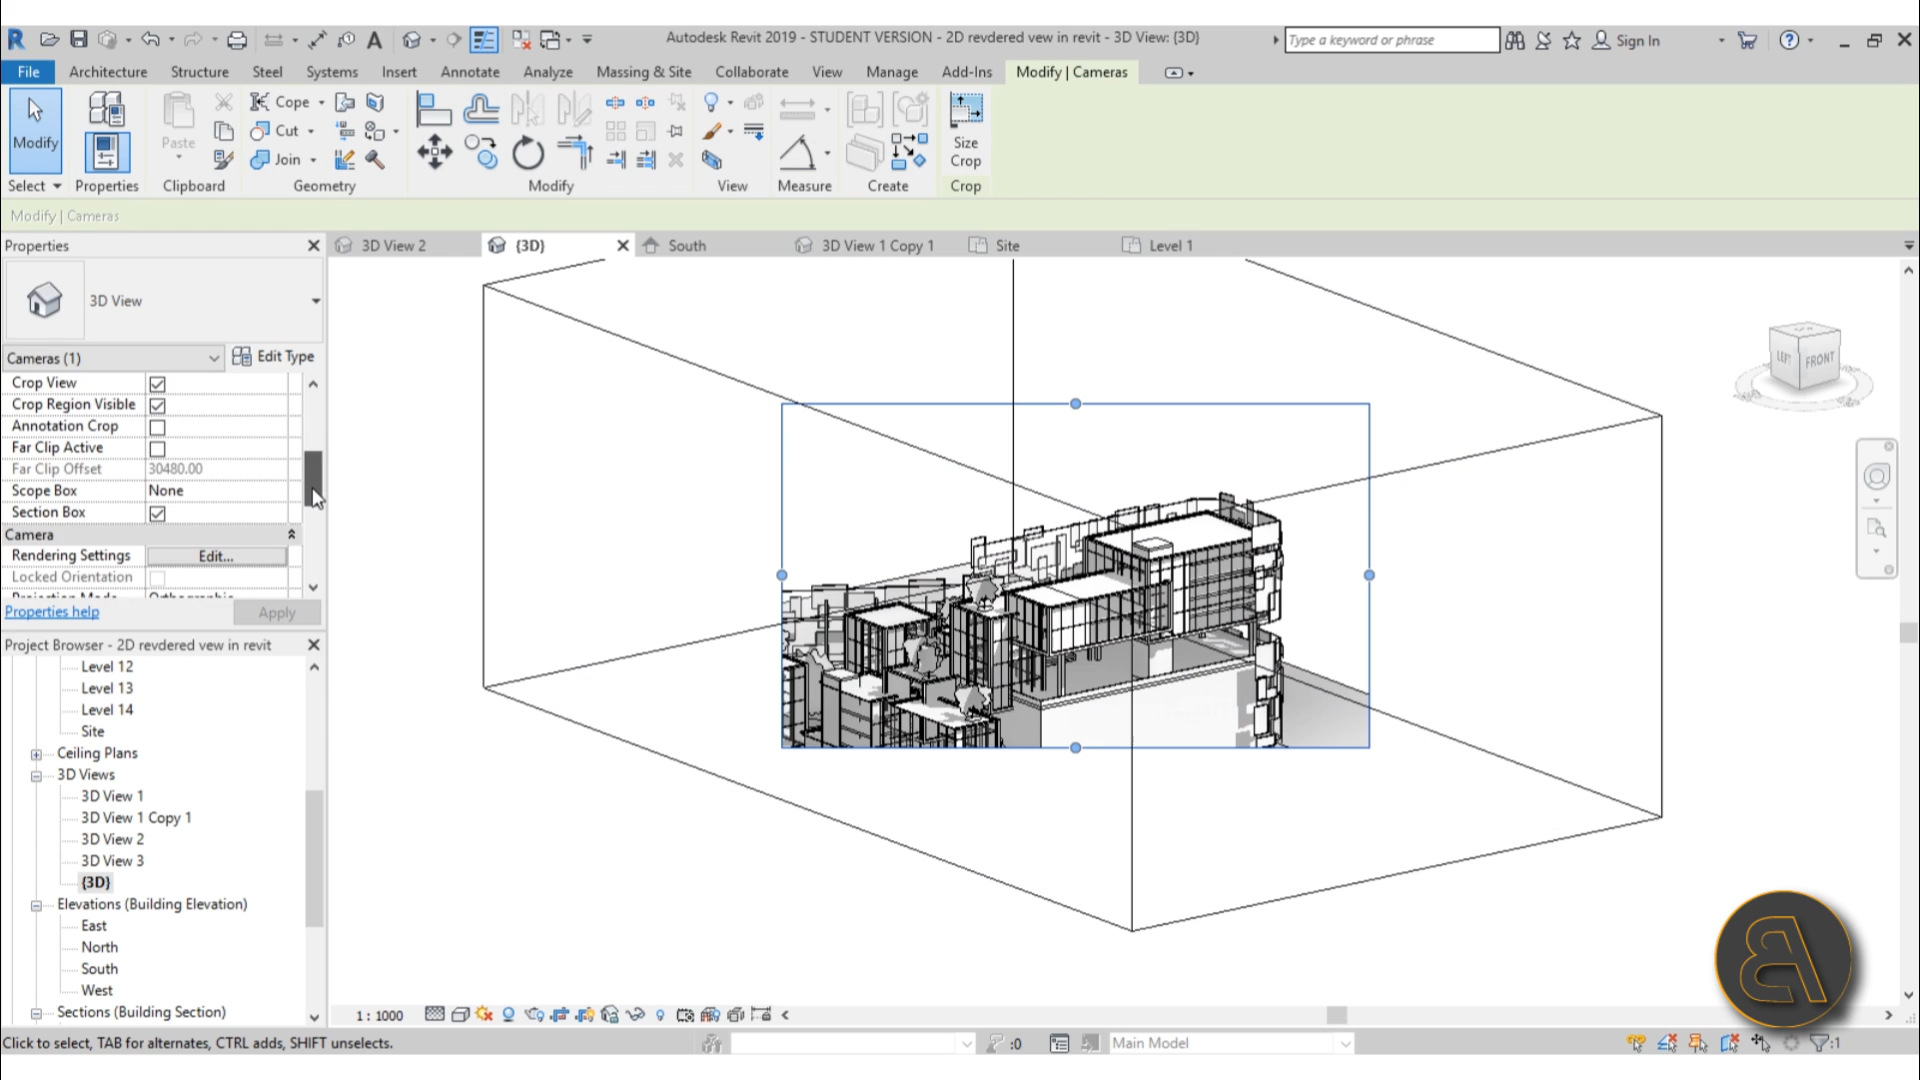 Autodesk Revit 2019 - STUDENT VERSION - 2D revdered vew in revit - 3D View: {3D}
Type a keyword or phrase
Sign In
File Architecture Structure Steel Systems Insert Annotate Analyze Massing & Site Collaborate View Manage Add-Ins Modify | Cameras
Modify
Paste
Cope
Cut
Join
Size
Crop
Select Properties Clipboard Geometry Modify View Measure Create Crop
Modify | Cameras
Properties
3D View 2 {3D} South 3D View 1 Copy 1 Site Level 1
3D View
Cameras (1) Edit Type
Crop View
Crop Region Visible
Annotation Crop
Far Clip Active
Far Clip Offset 30480.00
Scope Box None
Section Box
Camera
Rendering Settings Edit...
Locked Orientation
Projection Mode Orthographic
Properties help Apply
LEFT FRONT
Project Browser - 2D revdered vew in revit
Level 12
Level 13
Level 14
Site
Ceiling Plans
3D Views
3D View 1
3D View 1 Copy 1
3D View 2
3D View 3
{3D}
Elevations (Building Elevation)
East
North
South
West
Sections (Building Section)
1 : 1000
Click to select, TAB for alternates, CTRL adds, SHIFT unselects.
:0
Main Model
:1